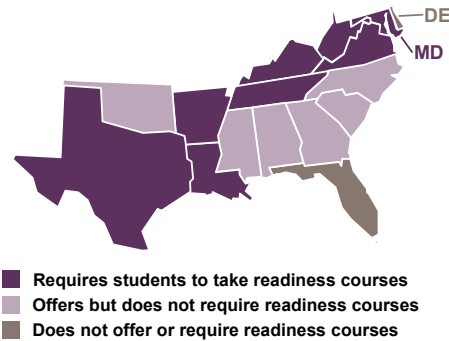 DE
MD
Requires students to take readiness courses
Offers but does not require readiness courses
Does not offer or require readiness courses